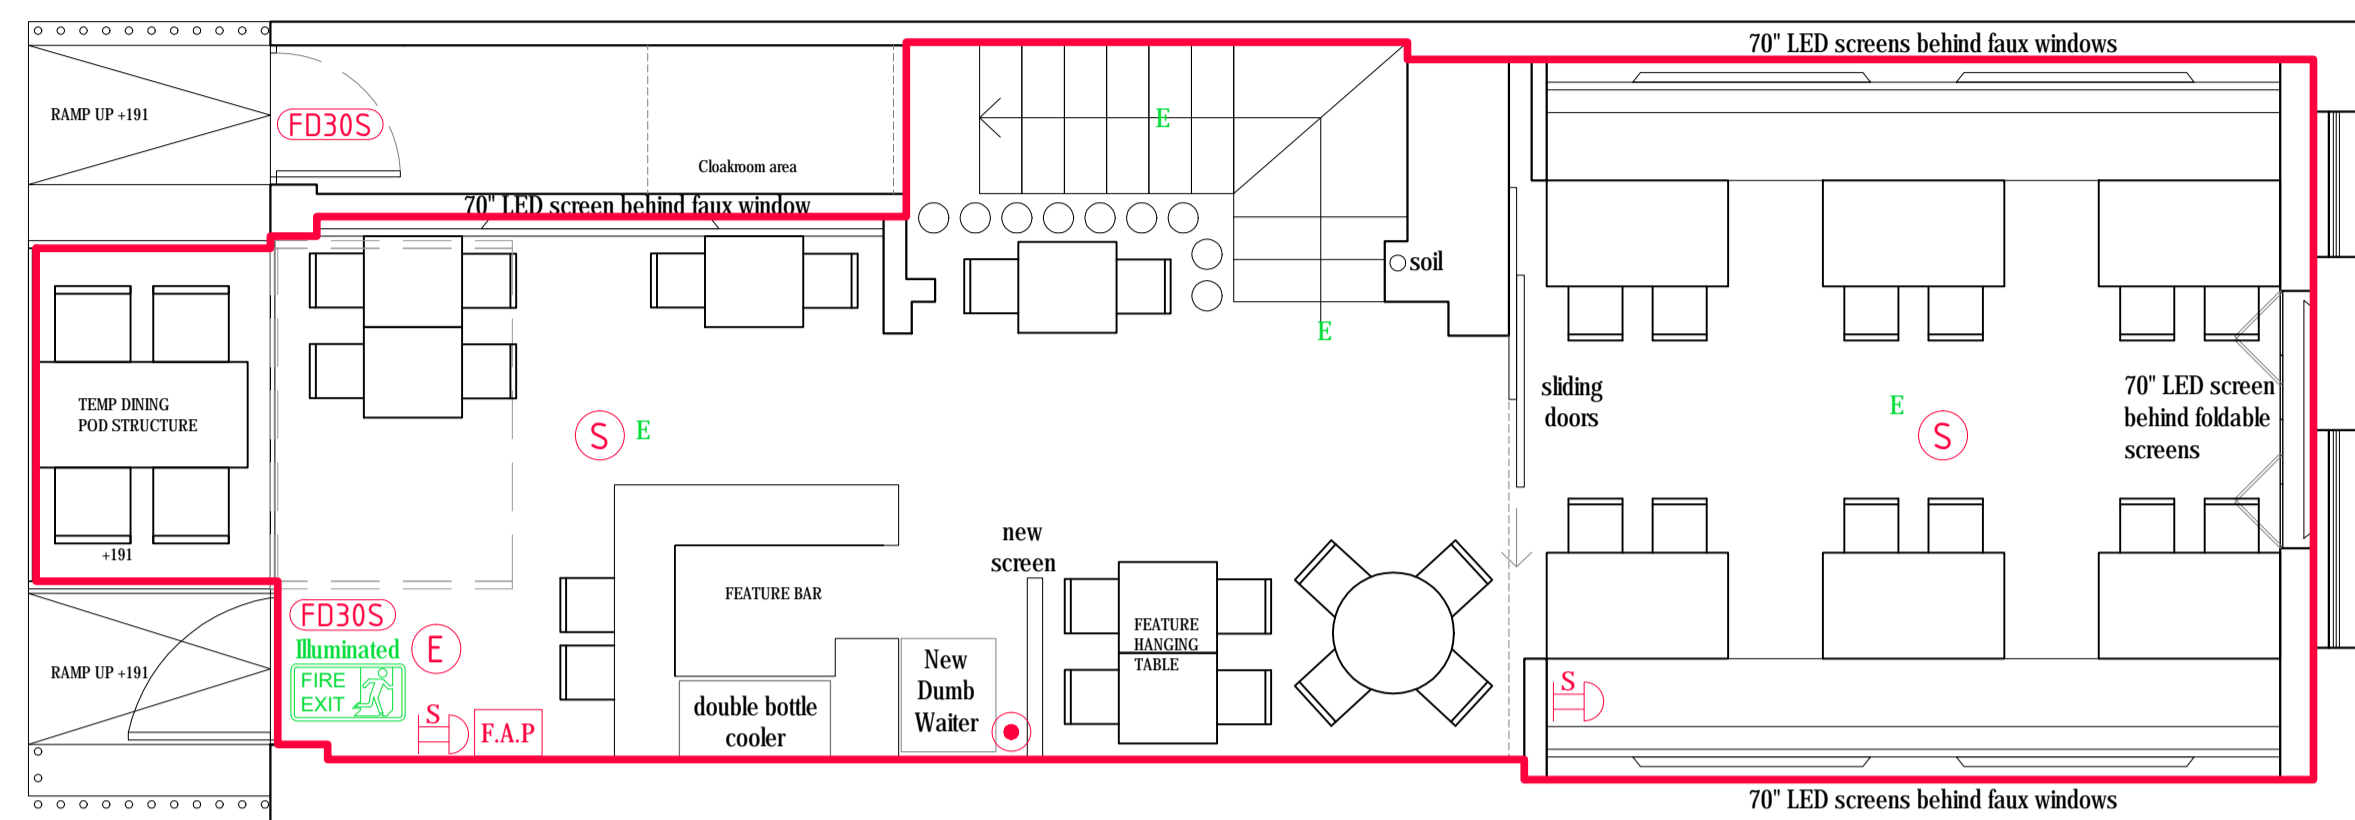 70" LED screens behind faux windows
RAMP UP +191
FD30S
E
Cloakroom area
70" LED screen behind faux window
soil
E
sliding
doors
70" LED screen
behind foldable
screens
TEMP DINING
POD STRUCTURE
E
S
S
E
+191
new
screen
FEATURE BAR
FD30S
Illuminated
E
FIRE
EXIT
RAMP UP +191
FEATURE
HANGING
TABLE
New
Dumb
Waiter
double bottle
cooler
S
F.A.P
S
70" LED screens behind faux windows